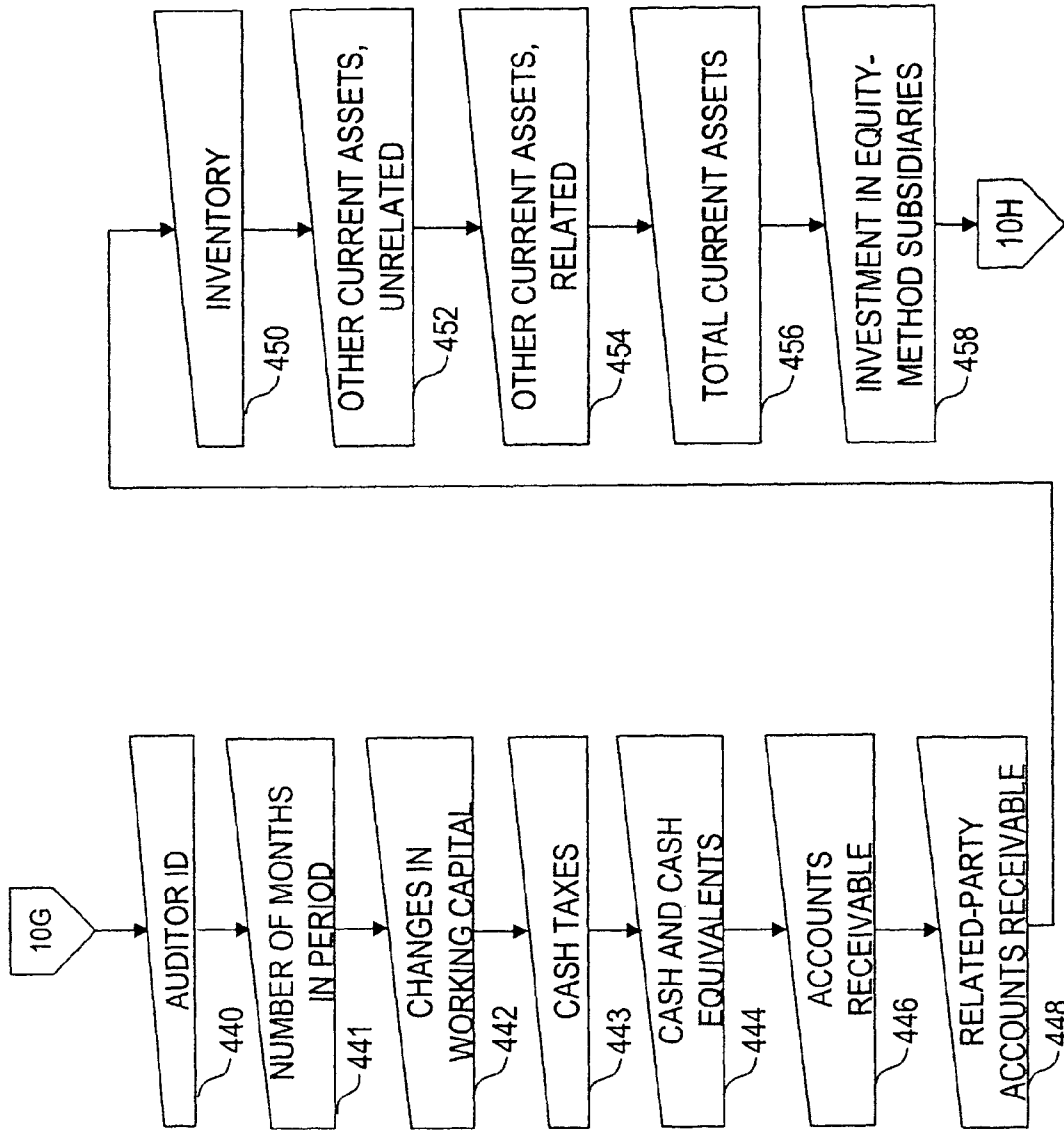 10G
AUDITOR ID
440
NUMBER OF MONTHS
IN PERIOD
441
CHANGES IN
WORKING CAPITAL
442
CASH TAXES
443
CASH AND CASH
EQUIVALENTS
444
ACCOUNTS
RECEIVABLE
446
RELATED-PARTY
ACCOUNTS RECEIVABLE
448
INVENTORY
450
OTHER CURRENT ASSETS,
UNRELATED
452
OTHER CURRENT ASSETS,
RELATED
454
TOTAL CURRENT ASSETS
456
INVESTMENT IN EQUITY-
METHOD SUBSIDIARIES
458
10H